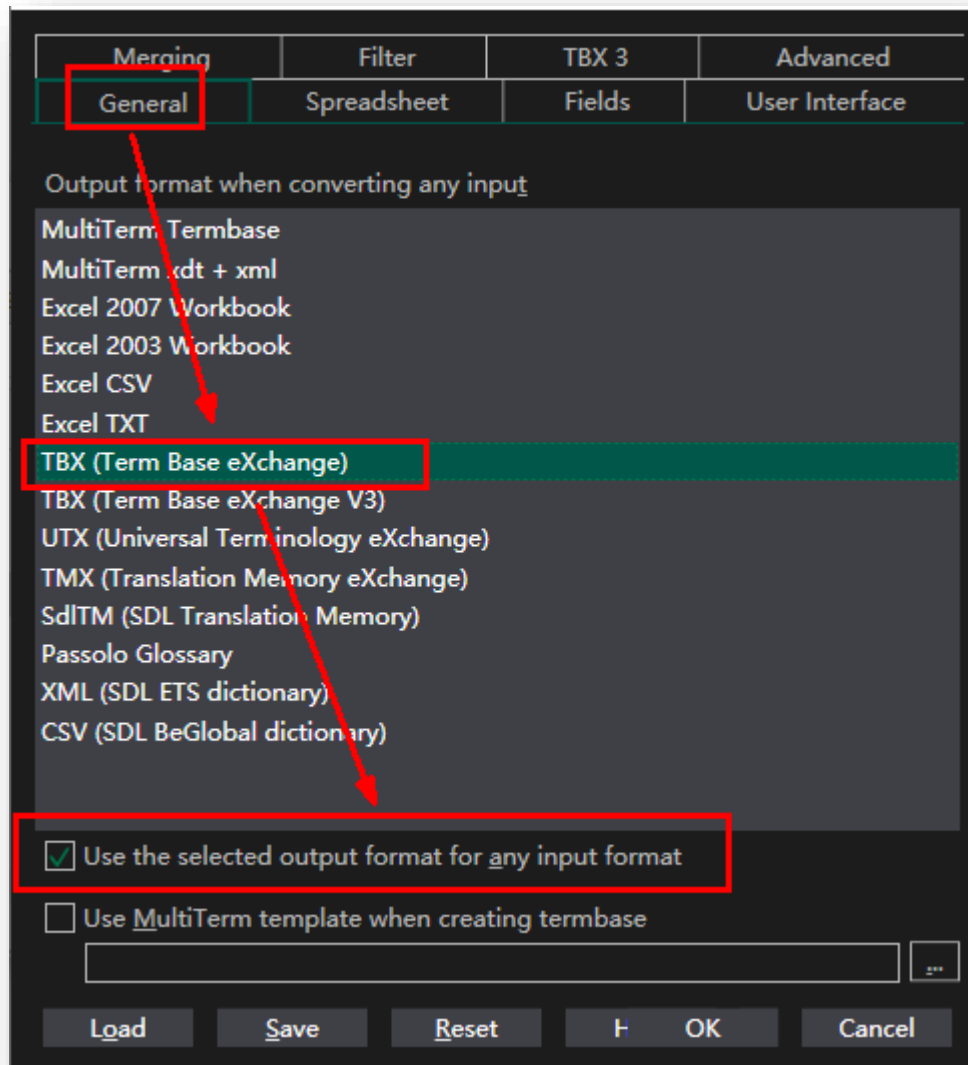 Merging Filter TBX 3 Advanced
General Spreadsheet Fields User Interface
Output format when converting any input
MultiTerm Termbase
MultiTerm xdt + xml
Excel 2007 Workbook
Excel 2003 Workbook
Excel CSV
Excel TXT
TBX (Term Base eXchange)
TBX (Term Base eXchange V3)
UTX (Universal Terminology eXchange)
TMX (Translation Memory eXchange)
SdlTM (SDL Translation Memory)
Passolo Glossary
XML (SDL ETS dictionary)
CSV (SDL BeGlobal dictionary)
Use the selected output format for any input format
Use MultiTerm template when creating termbase
...
Load Save Reset H OK Cancel